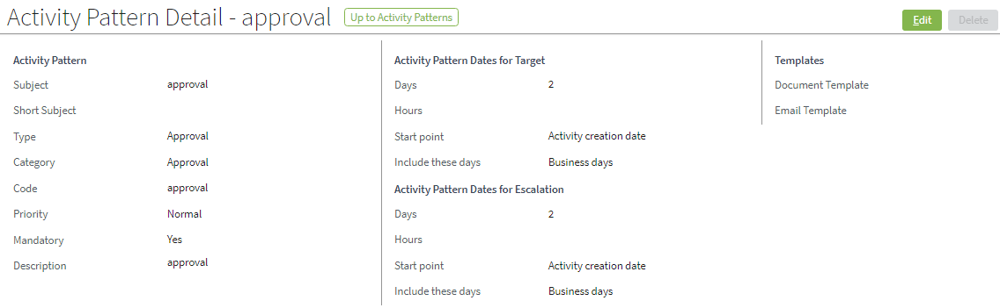 Activity Pattern Detail - approval Up to Activity Patterns Edit Delete
Activity Pattern
Subject approval
Short Subject
Type Approval
Category Approval
Code approval
Priority Normal
Mandatory Yes
Description approval
Activity Pattern Dates for Target
Days 2
Hours
Start point Activity creation date
Include these days Business days
Activity Pattern Dates for Escalation
Days 2
Hours
Start point Activity creation date
Include these days Business days
Templates
Document Template
Email Template